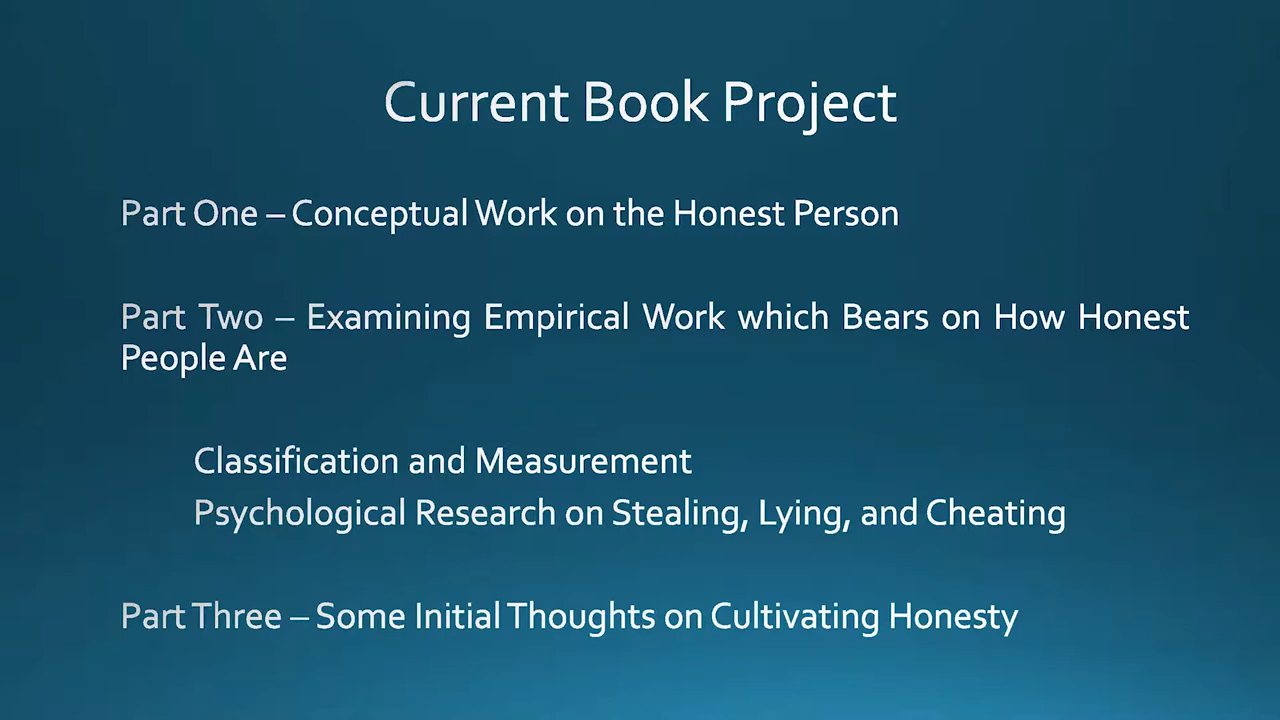 Current Book Project
Part One – Conceptual Work on the Honest Person
Part Two – Examining Empirical Work which Bears on How Honest
People Are
Classification and Measurement
Psychological Research on Stealing, Lying, and Cheating
Part Three – Some Initial Thoughts on Cultivating Honesty